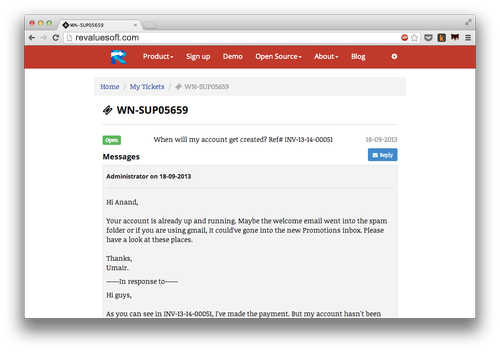 WN-SUP05659
revaluesoft.com
Product Sign up Demo Open Source About Blog
Home / My Tickets / WN-SUP05659
WN-SUP05659
Open When will my account get created? Ref# INV-13-14-00051 18-09-2013
Messages Reply
Administrator on 18-09-2013
Hi Anand,
Your account is already up and running. Maybe the welcome email went into the spam
folder or if you are using gmail, it could've gone into the new Promotions inbox. Please
have a look at these places.
Thanks,
Umair.
-----In response to-----
Hi guys,
As you can see in INV-13-14-00051, I've made the payment. But my account hasn't been